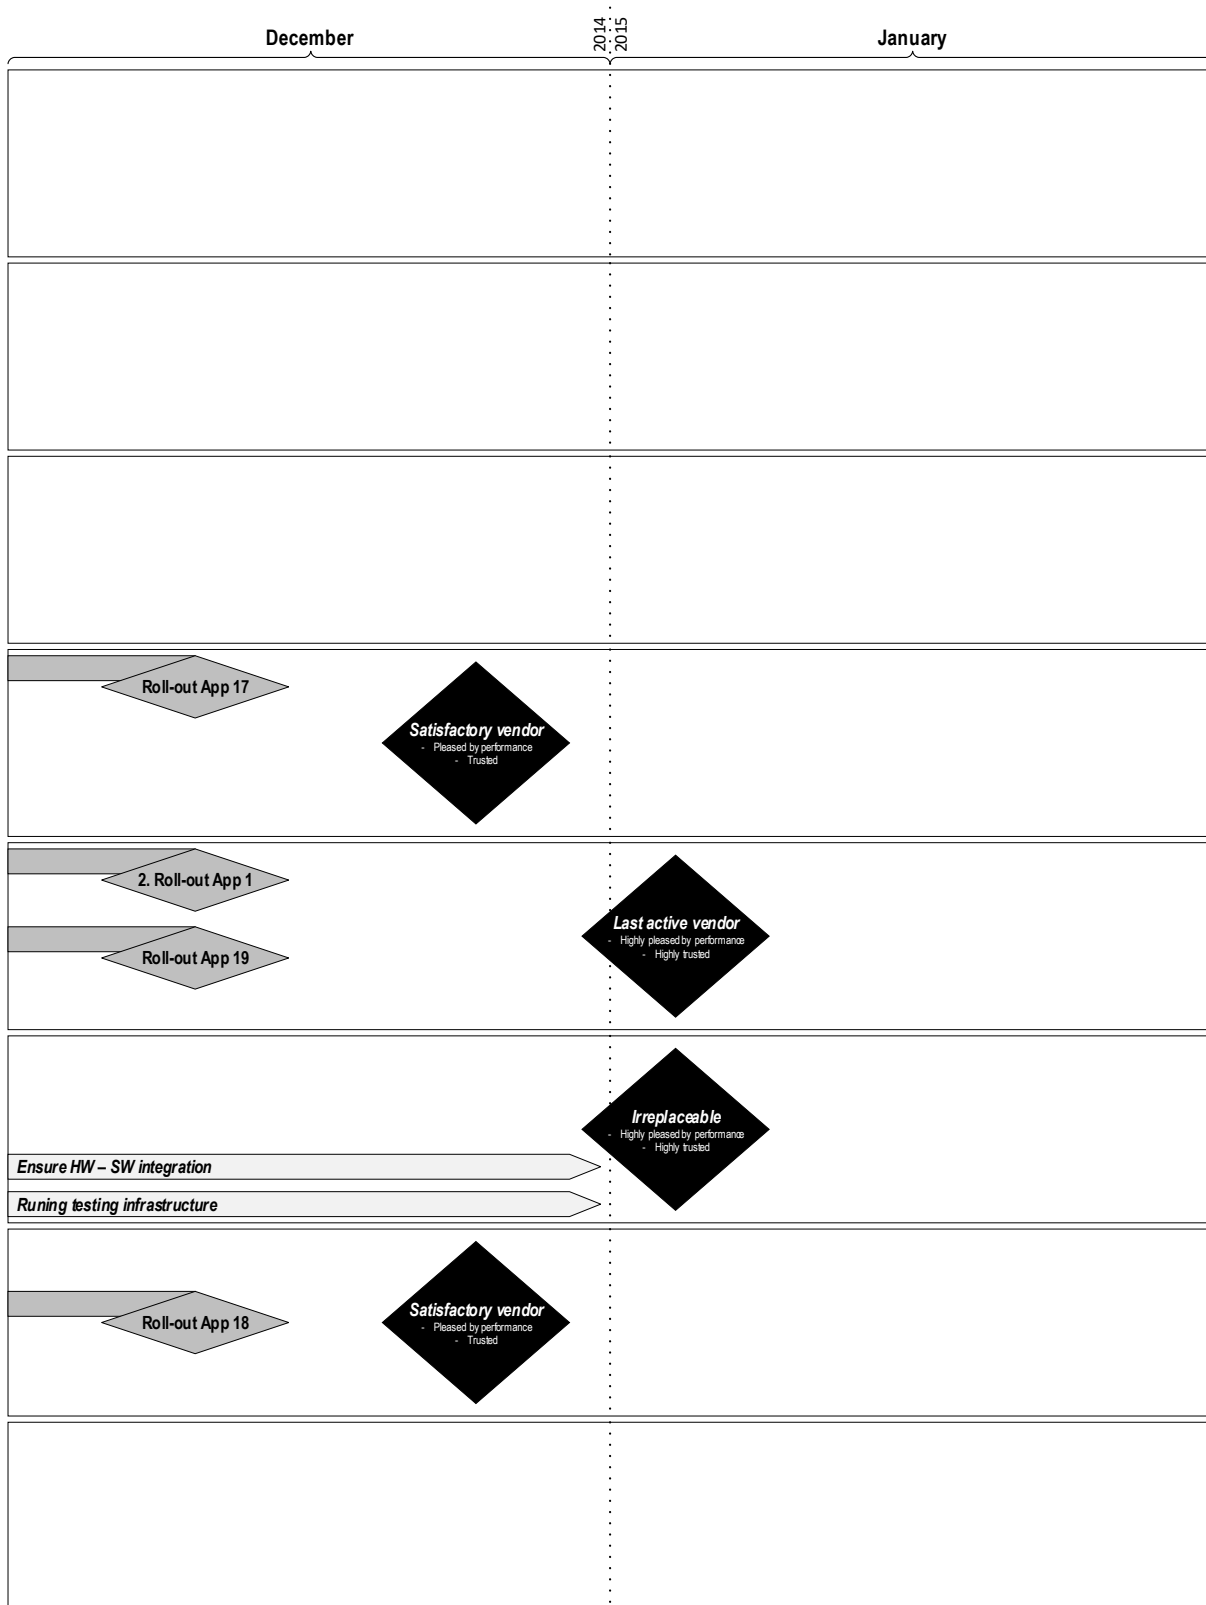 December
2014
2015
January
Roll-out App 17
Satisfactory vendor
- Pleased by performance
- Trusted
2. Roll-out App 1
Roll-out App 19
Last active vendor
- Highly pleased by performance
- Highly trusted
Irreplaceable
- Highly pleased by performance
- Highly trusted
Ensure HW – SW integration
Runing testing infrastructure
Roll-out App 18
Satisfactory vendor
- Pleased by performance
- Trusted